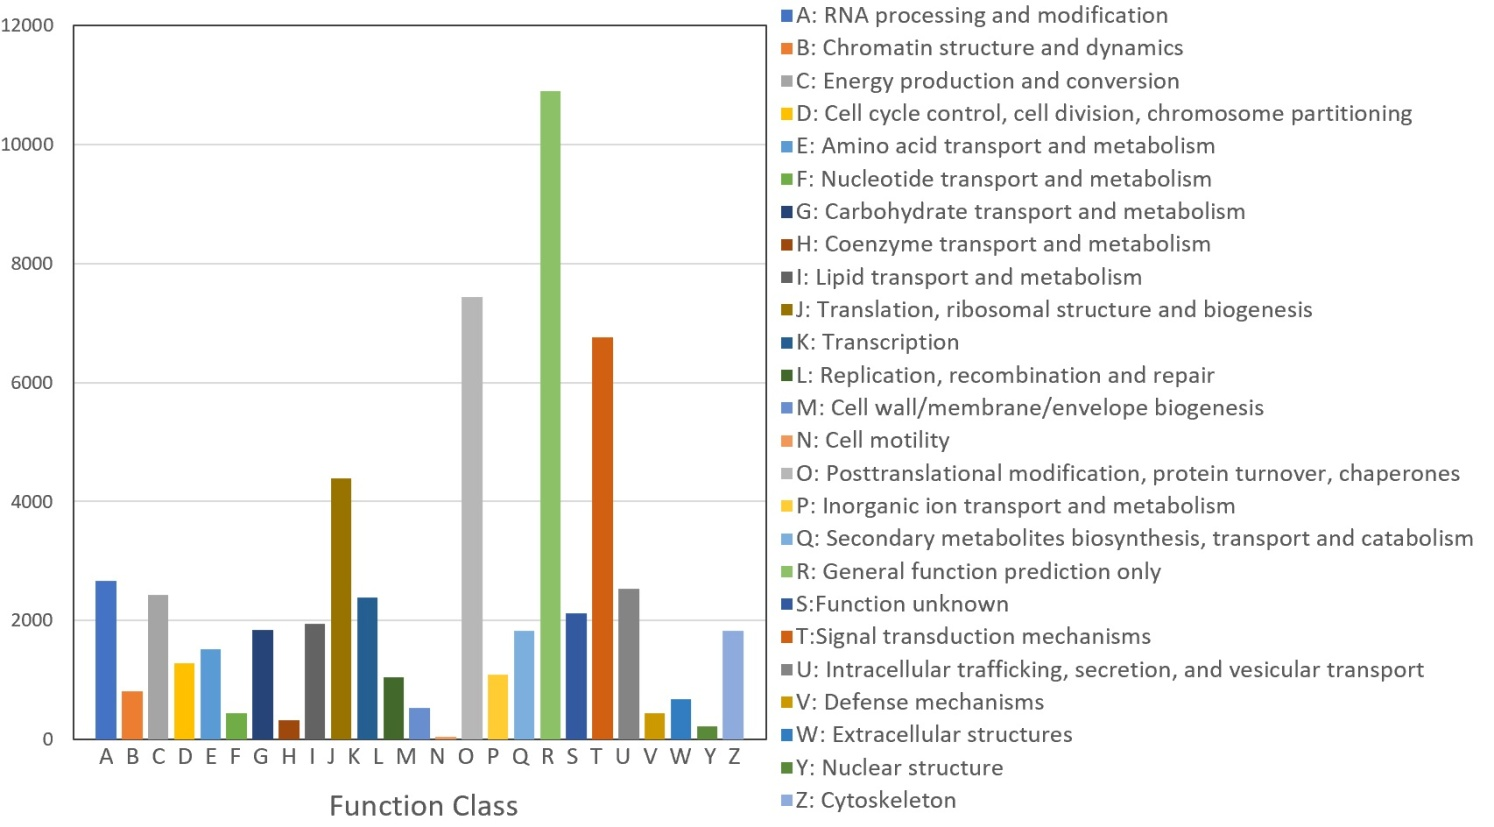 12000
10000
8000
6000
4000
2000
0
A B C D E F G H I J K L M N O P Q R S T U V W Y Z
Function Class
A: RNA processing and modification
B: Chromatin structure and dynamics
C: Energy production and conversion
D: Cell cycle control, cell division, chromosome partitioning
E: Amino acid transport and metabolism
F: Nucleotide transport and metabolism
G: Carbohydrate transport and metabolism
H: Coenzyme transport and metabolism
I: Lipid transport and metabolism
J: Translation, ribosomal structure and biogenesis
K: Transcription
L: Replication, recombination and repair
M: Cell wall/membrane/envelope biogenesis
N: Cell motility
O: Posttranslational modification, protein turnover, chaperones
P: Inorganic ion transport and metabolism
Q: Secondary metabolites biosynthesis, transport and catabolism
R: General function prediction only
S:Function unknown
T:Signal transduction mechanisms
U: Intracellular trafficking, secretion, and vesicular transport
V: Defense mechanisms
W: Extracellular structures
Y: Nuclear structure
Z: Cytoskeleton